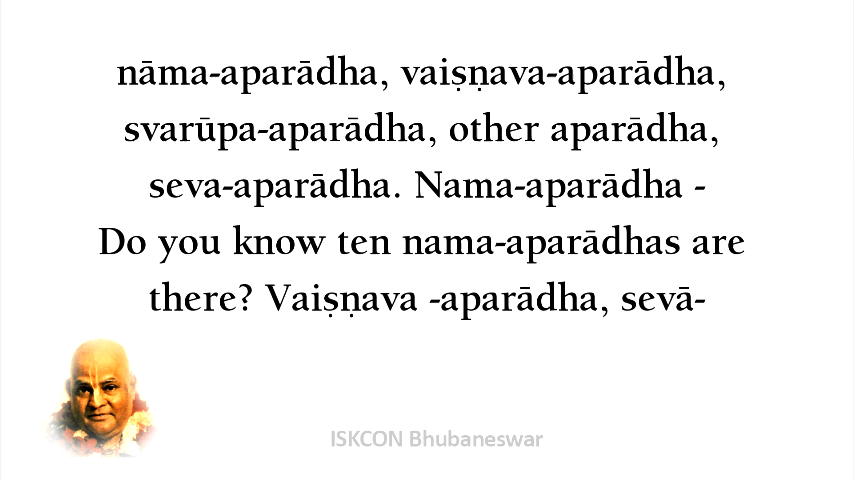 nāma-aparādha, vaiṣṇava-aparādha,
svarūpa-aparādha, other aparādha,
seva-aparādha. Nama-aparādha -
Do you know ten nama-aparādhas are
there? Vaiṣṇava -aparādha, sevā-
ISKCON Bhubaneswar